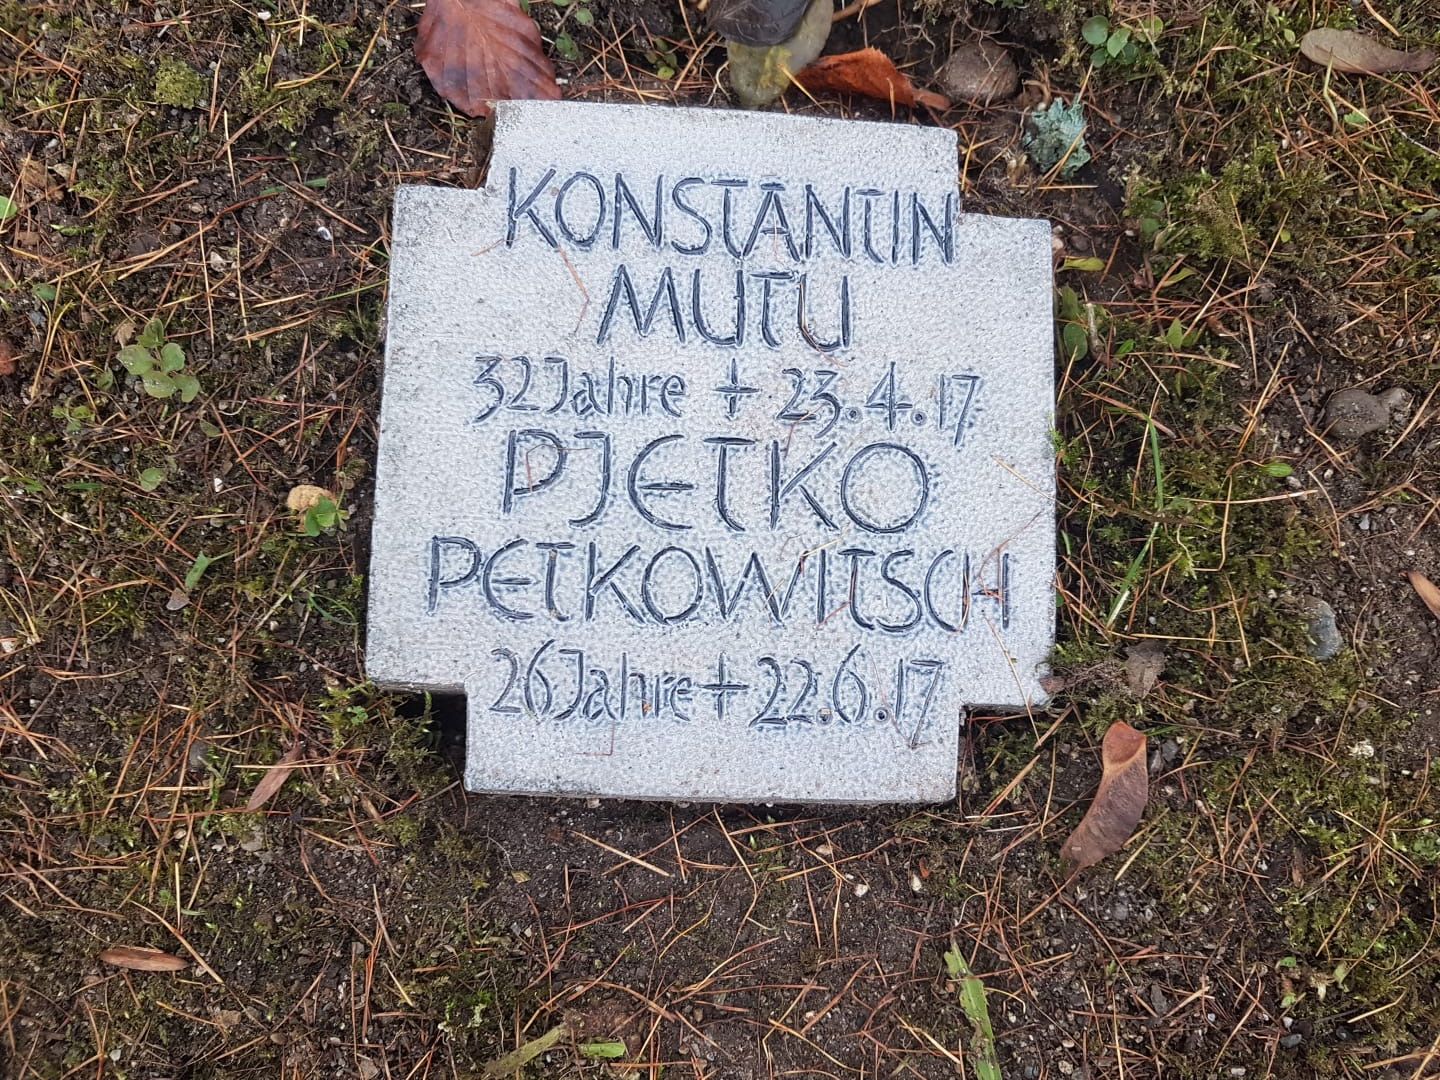 KONSTANTIN
MUTU
32 Jahre † 23.4.17
PJETKO
PETKOWITSCH
26 Jahre † 22.6.17